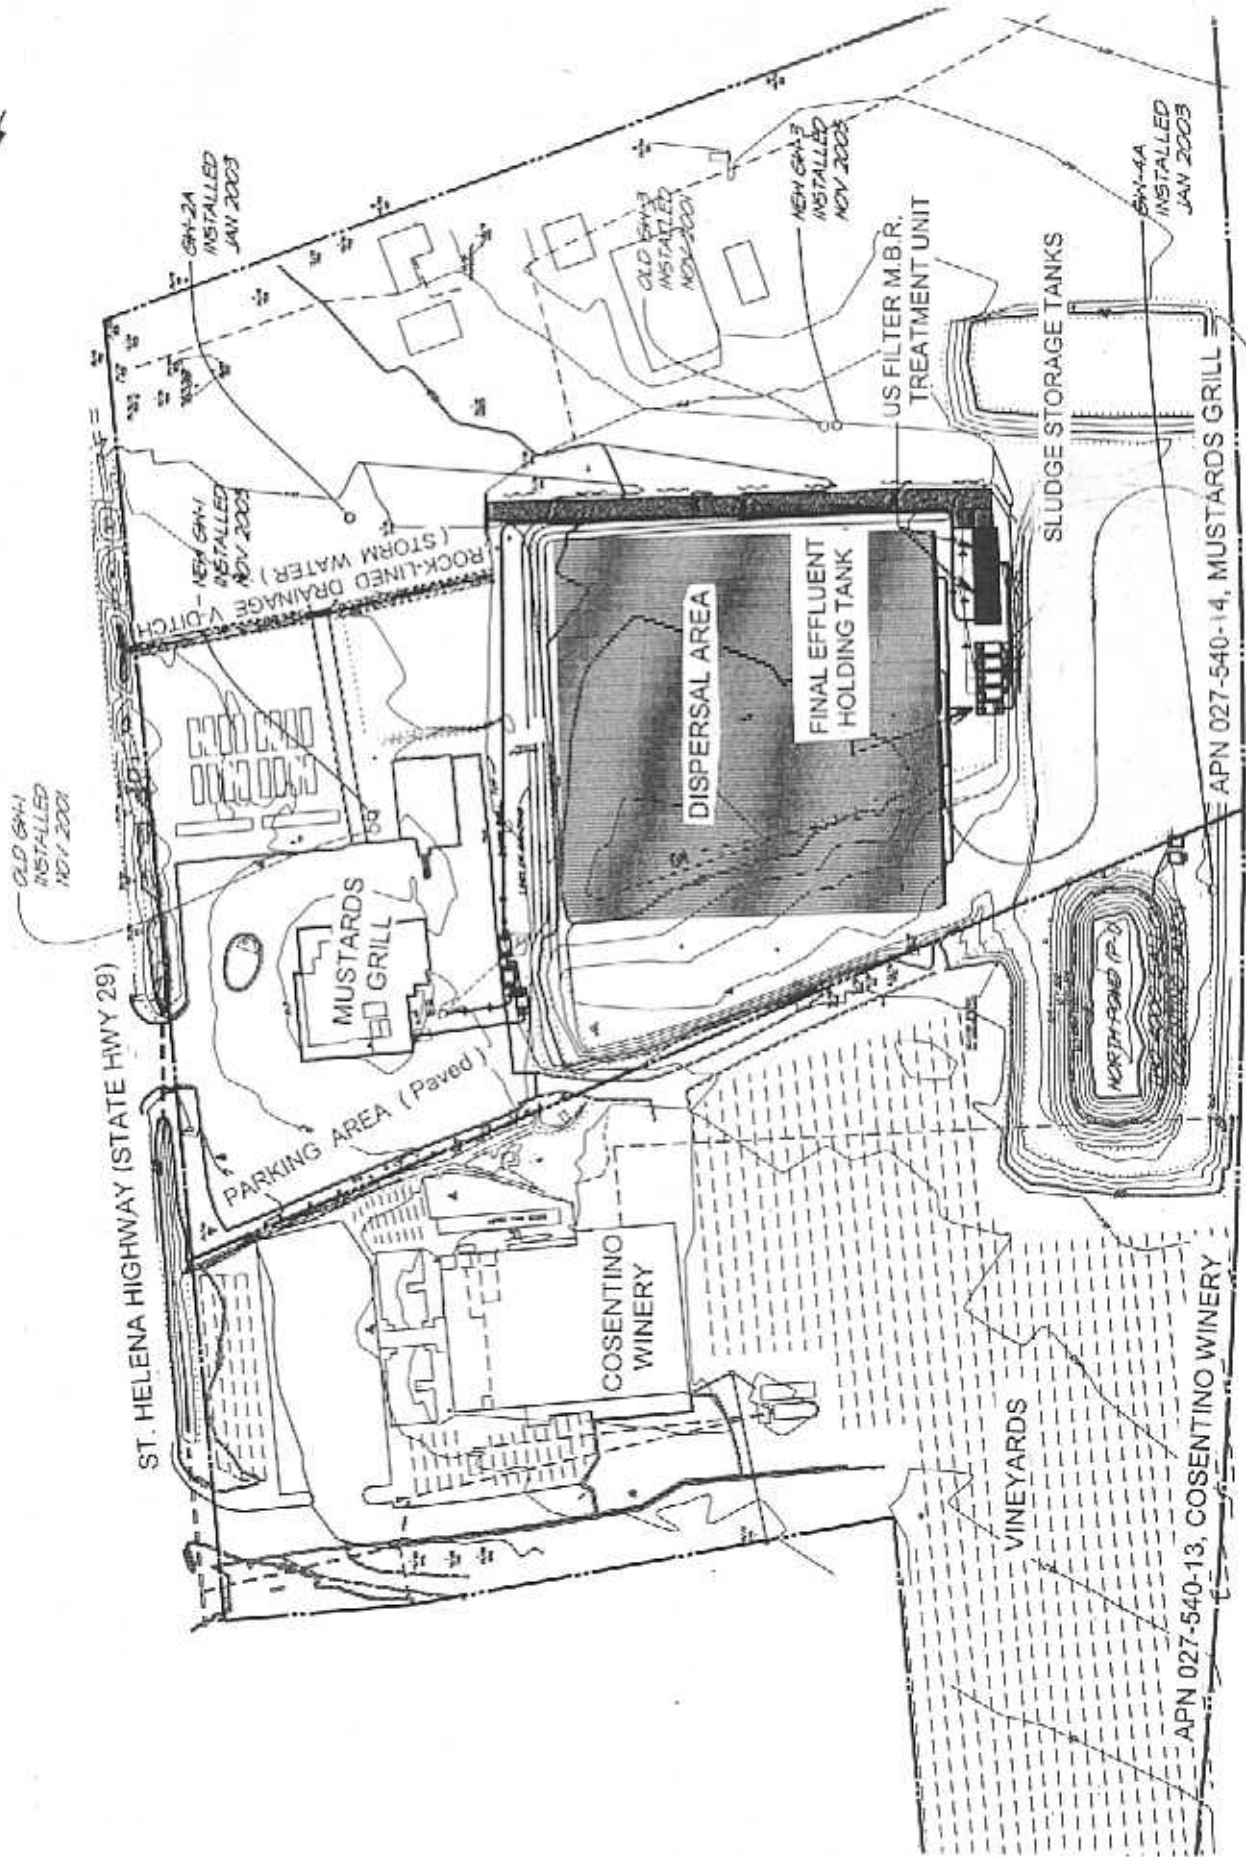 OLD GW-1
INSTALLED
NOV 2001
ST. HELENA HIGHWAY (STATE HWY 29)
GW-2A
INSTALLED
JAN 2003
NEW GW-1
INSTALLED
NOV 2003
ROCK-LINED DRAINAGE V-DITCH
(STORM WATER)
OLD GW-3
INSTALLED
NOV 2001
NEW GW-3
INSTALLED
NOV 2003
MUSTARDS
GRILL
PARKING AREA (Paved)
DISPERSAL AREA
FINAL EFFLUENT
HOLDING TANK
US FILTER M.B.R.
TREATMENT UNIT
SLUDGE STORAGE TANKS
GW-4A
INSTALLED
JAN 2003
COSENTINO
WINERY
NORTH POND (P-1)
VINEYARDS
APN 027-540-13, COSENTINO WINERY
APN 027-540-14, MUSTARDS GRILL